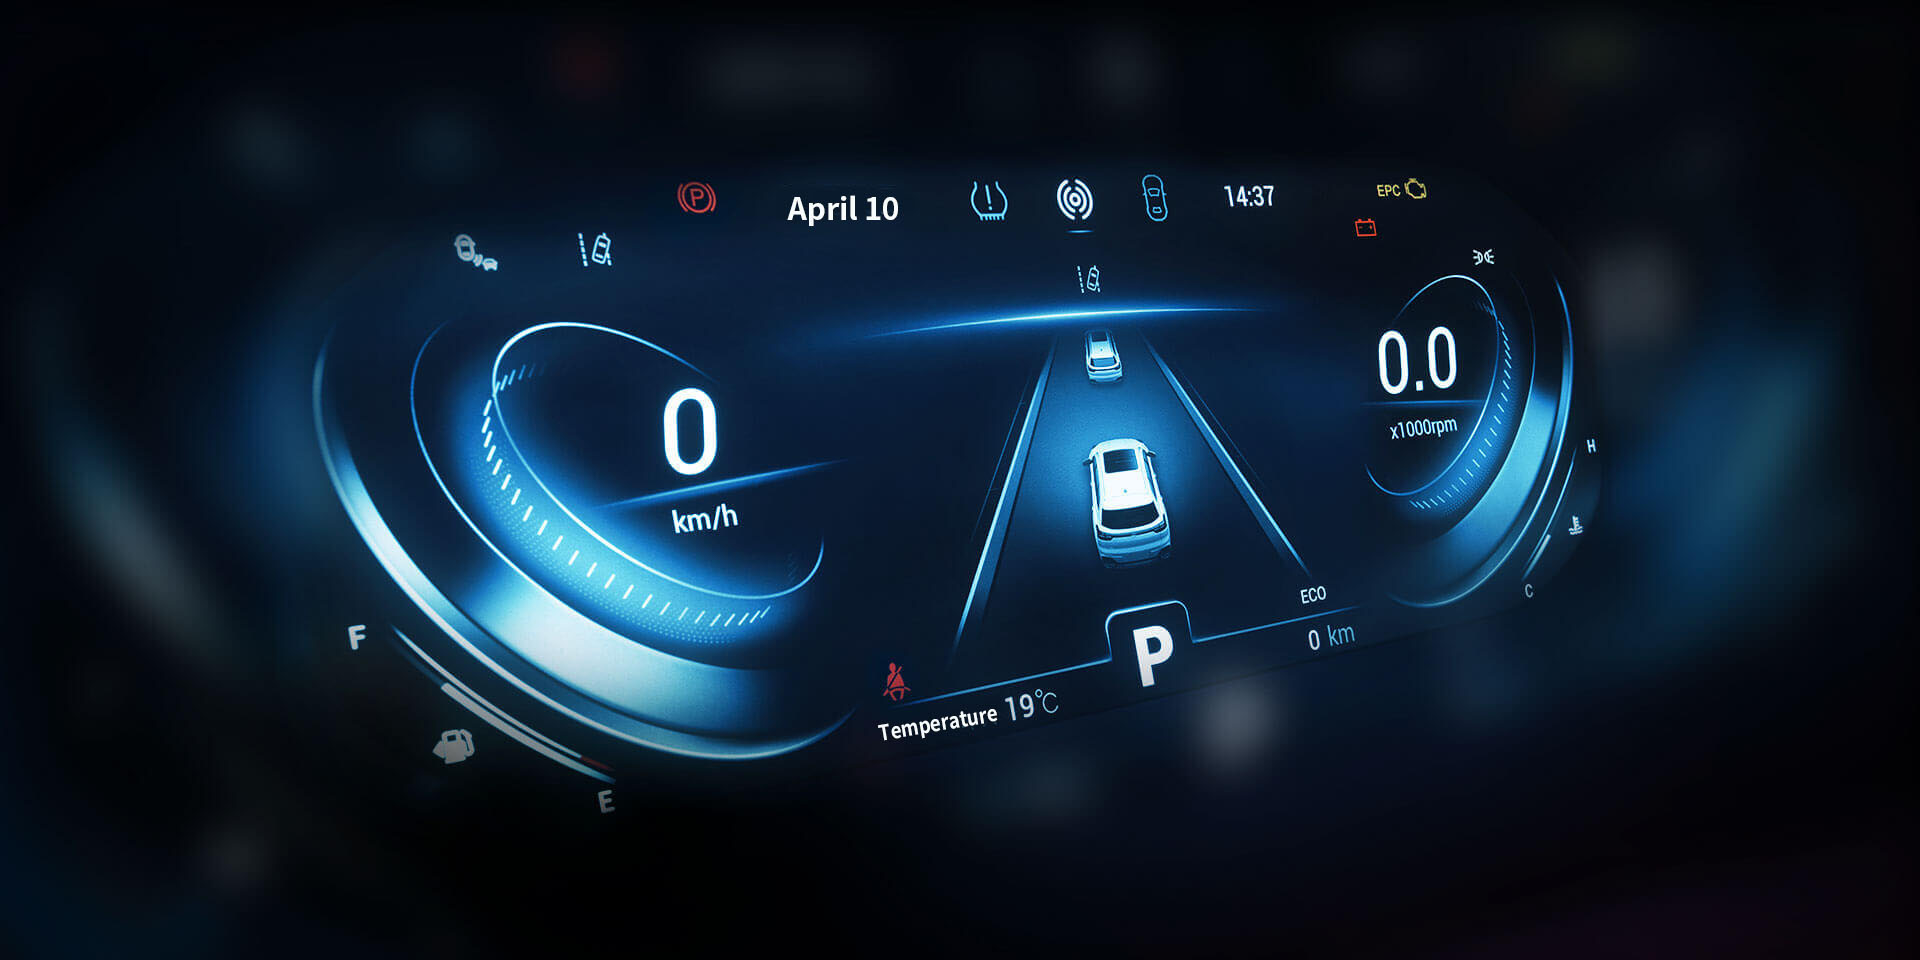 P
April 10
14:37
EPC
0.0
x1000rpm
0
km/h
H
C
ECO
P
0 km
F
E
Temperature 19℃